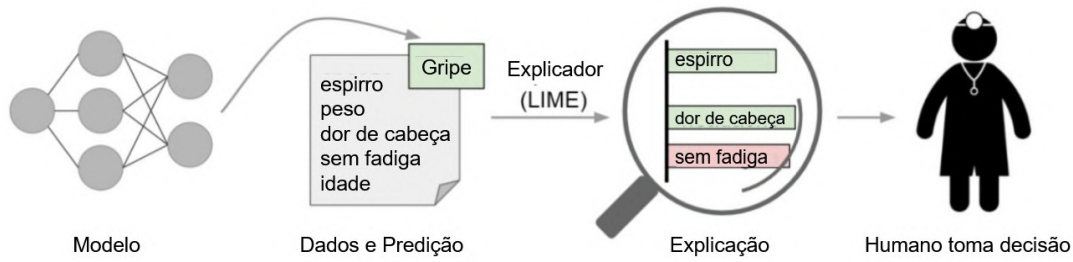 Gripe
espirro
peso
dor de cabeça
sem fadiga
idade
Explicador
(LIME)
espirro
dor de cabeça
sem fadiga
Modelo
Dados e Predição
Explicação
Humano toma decisão